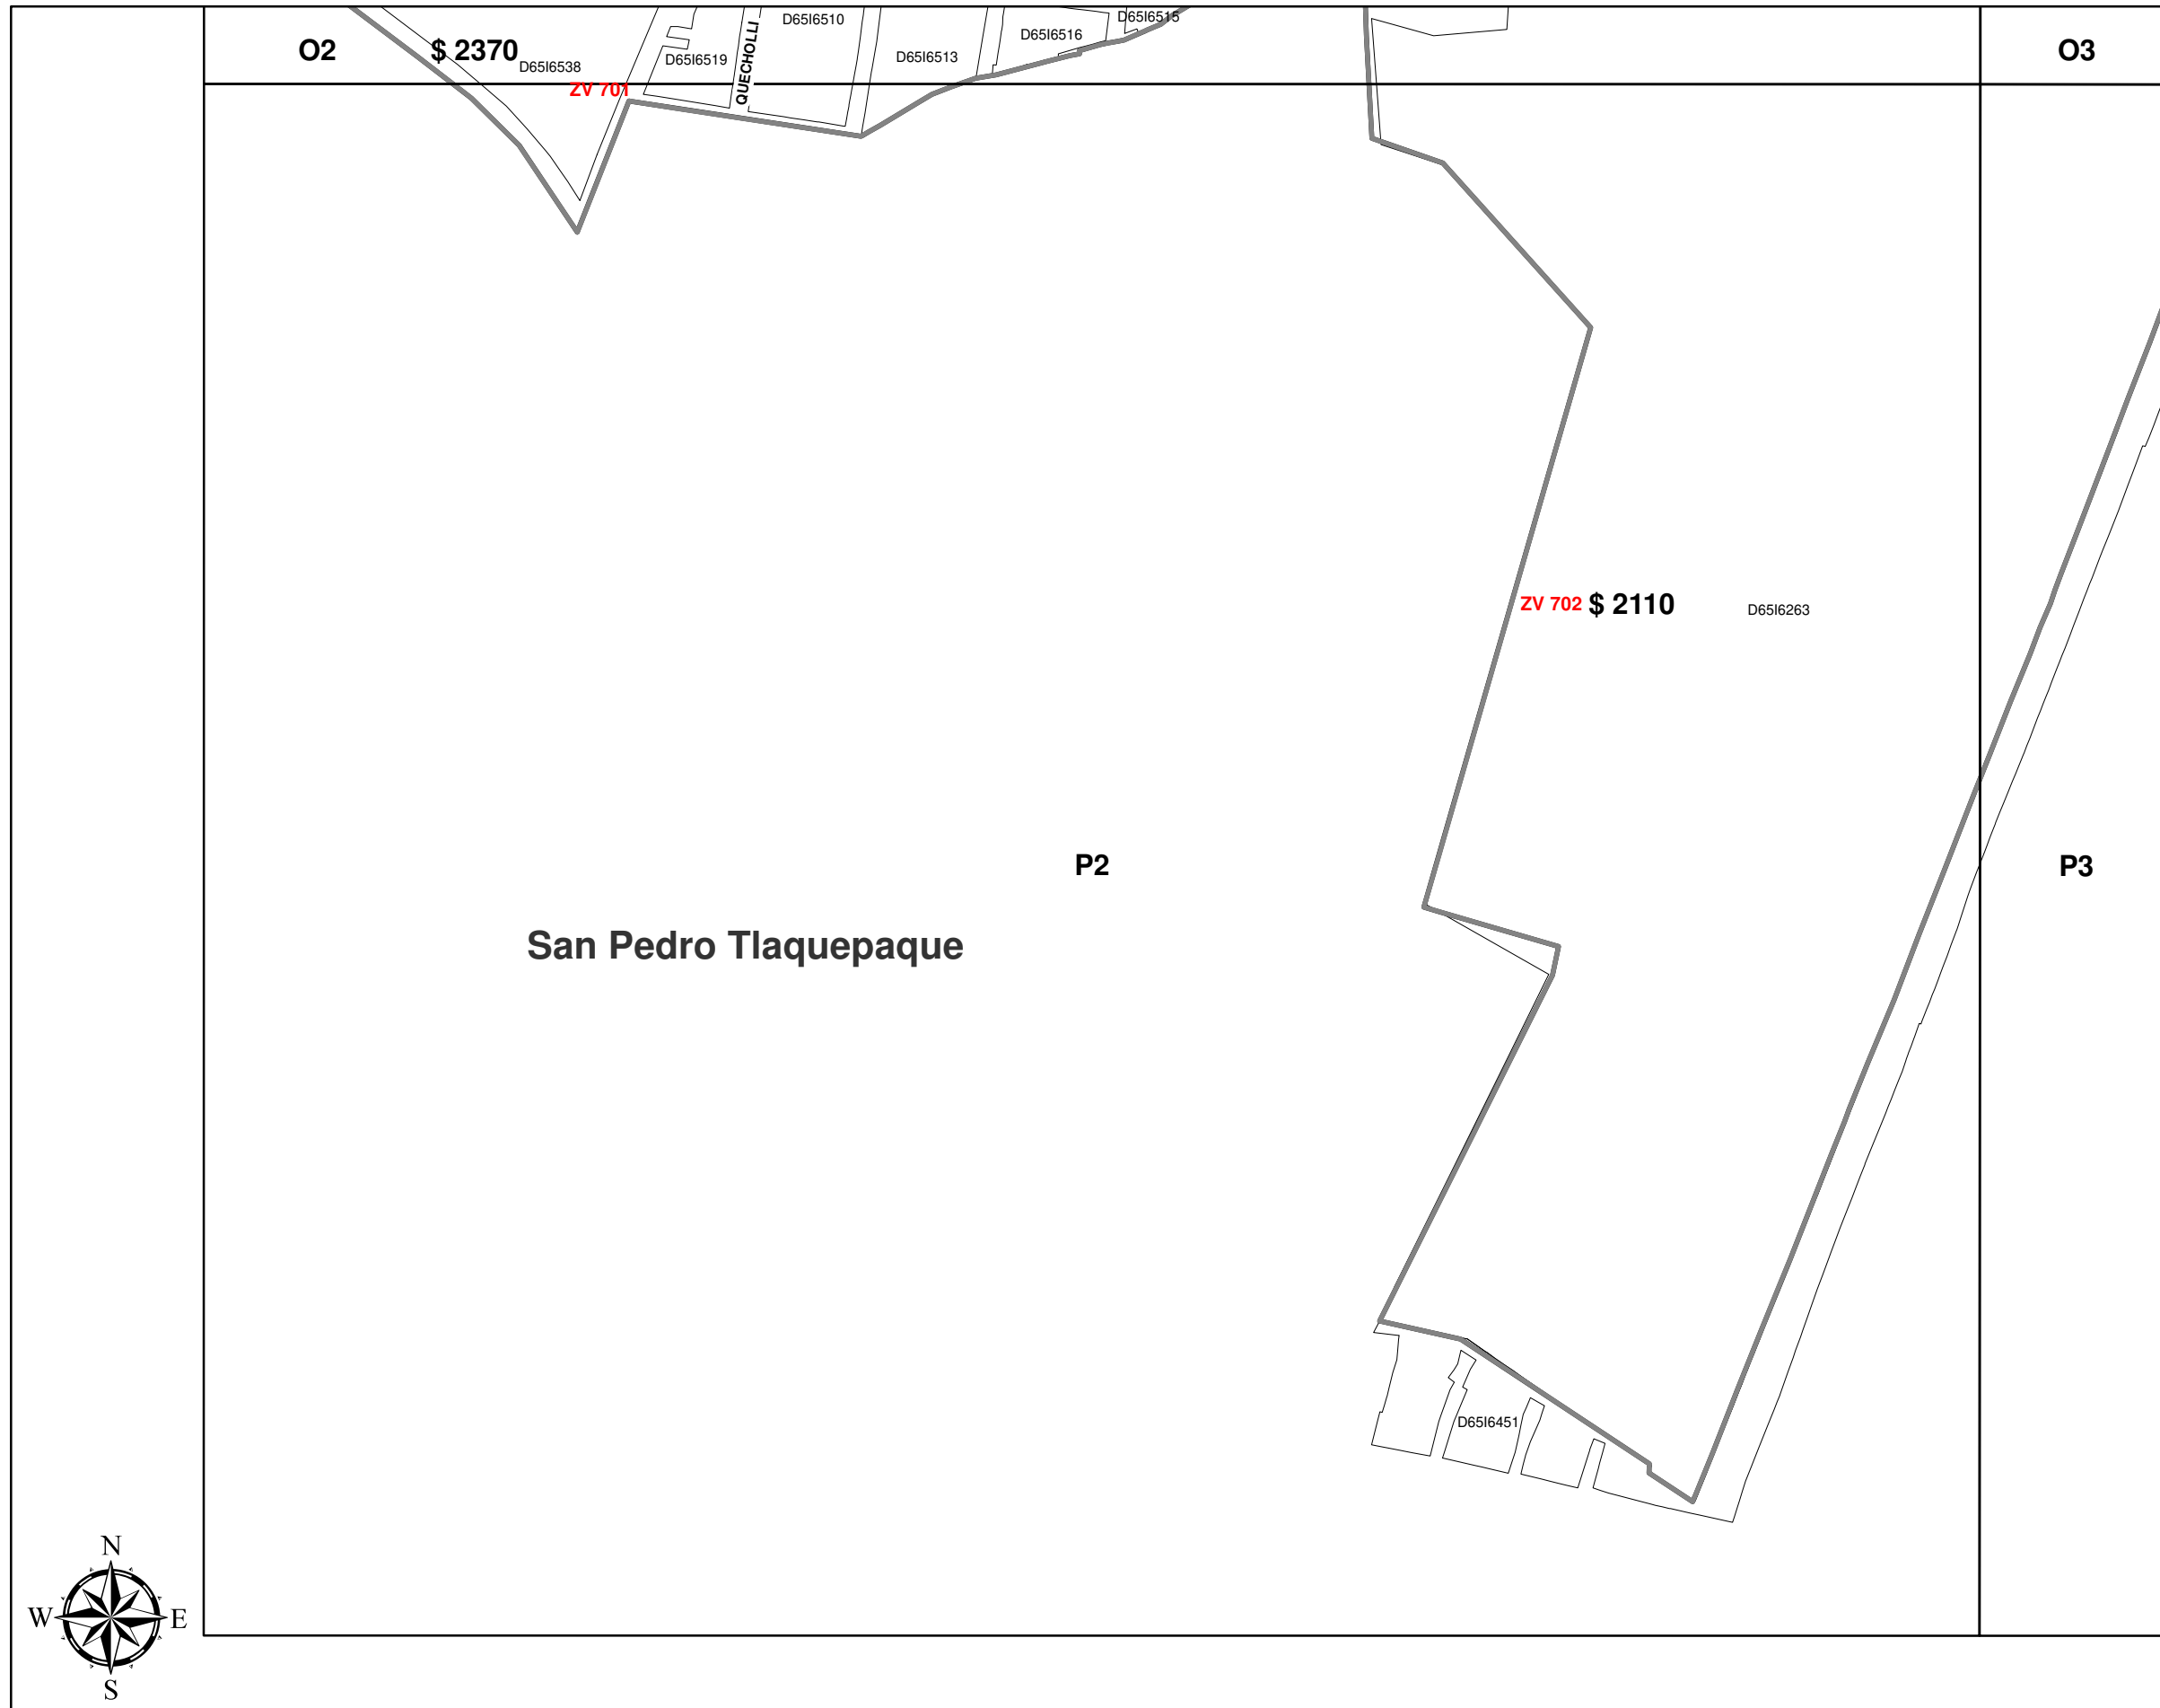 D65I6510
D65I6515
O2
$ 2370
D65I6538
D65I6519
QUECHOLLI
D65I6513
D65I6516
O3
ZV 701
ZV 702
$ 2110
D65I6263
P2
P3
San Pedro Tlaquepaque
D65I6451
N
W
E
S